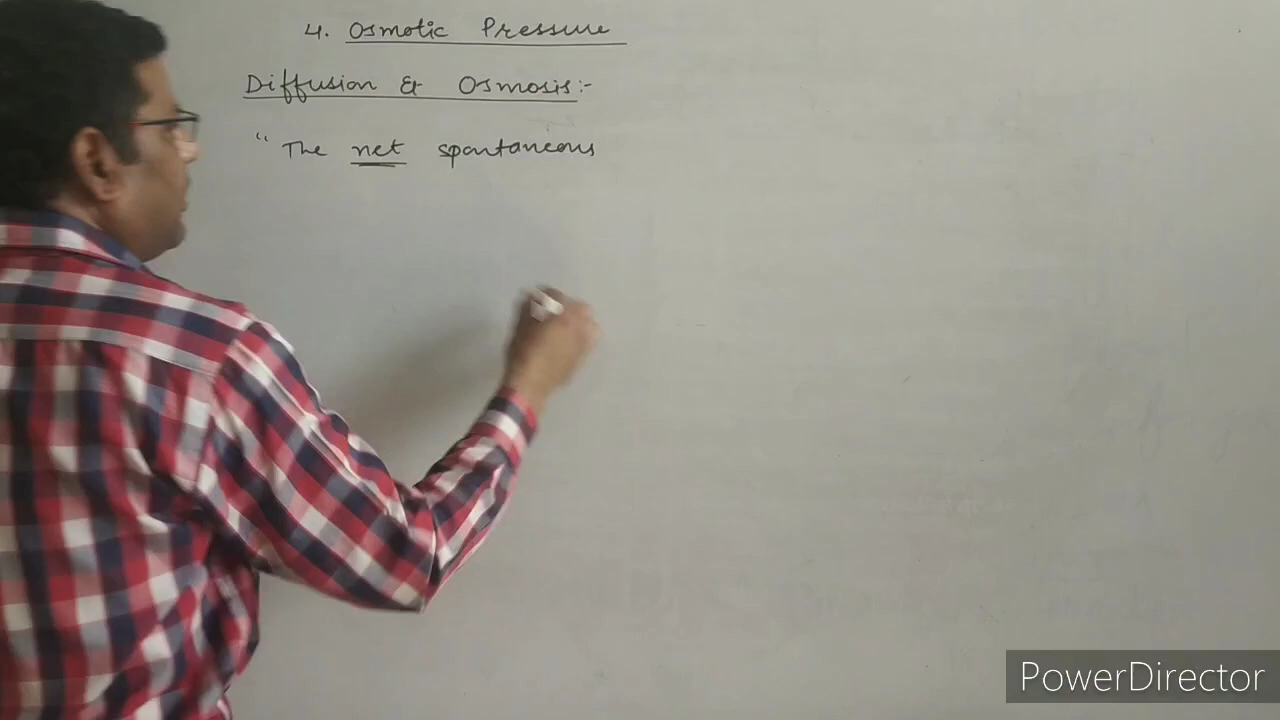 4. Osmotic Pressure
Diffusion & Osmosis:-
"The net spontaneous
PowerDirector